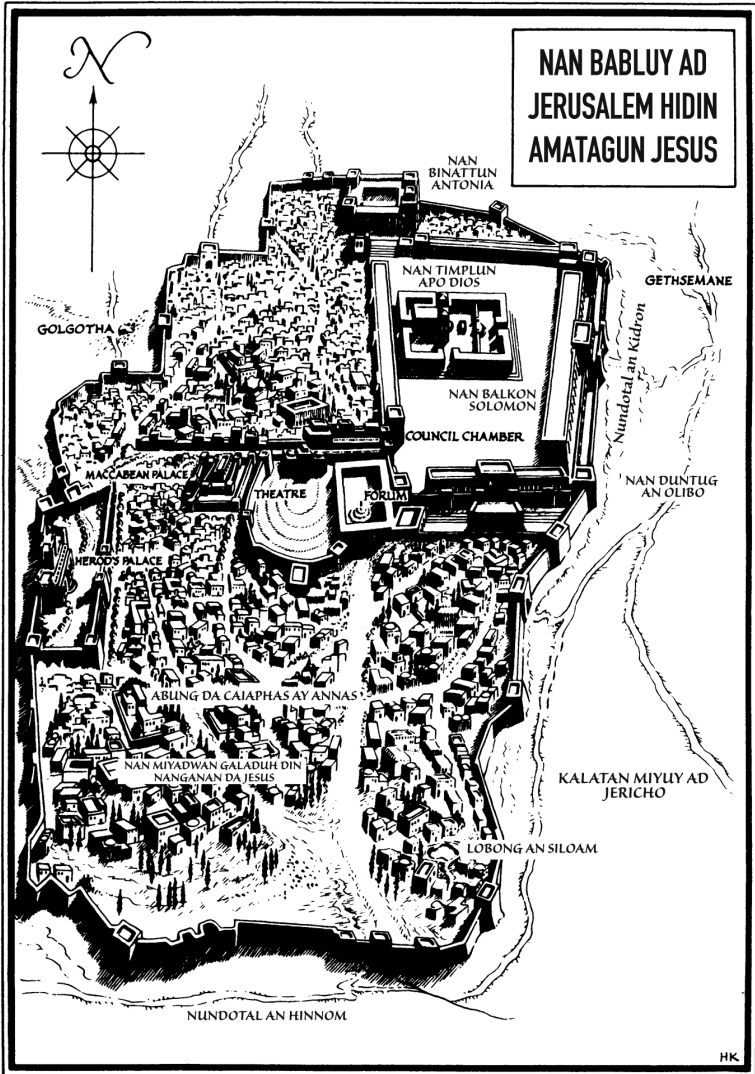 N
NAN BABLUY AD
JERUSALEM HIDIN
AMATAGUN JESUS
NAN
BINATTUN
ANTONIA
NAN TIMPLUN
APO DIOS
GETHSEMANE
GOLGOTHA
Nundotal an Kidron
NAN BALKON
SOLOMON
COUNCIL CHAMBER
MACCABEAN PALACE
THEATRE
FORUM
NAN DUNTUG
AN OLIBO
HEROD'S PALACE
ABUNG DA CAIAPHAS AY ANNAS
NAN MIYADWAN GALADUH DIN
NANGANAN DA JESUS
KALATAN MIYUY AD
JERICHO
LOBONG AN SILOAM
NUNDOTAL AN HINNOM
HK